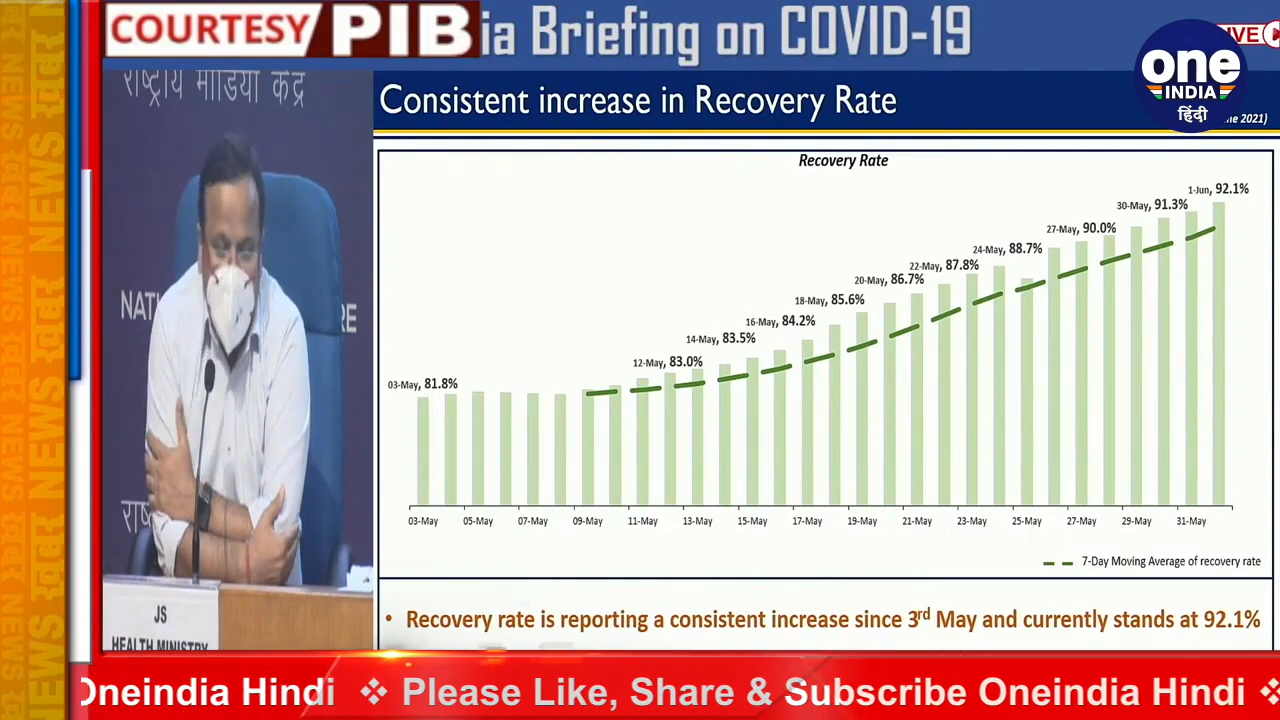 COURTESY PIB ia Briefing on COVID-19
one
INDIA
हिंदी
राष्ट्रीय मीडिया केंद्र
Consistent increase in Recovery Rate
2021)
Recovery Rate
1-Jun, 92.1%
30-May, 91.3%
27-May, 90.0%
24-May, 88.7%
22-May, 87.8%
20-May, 86.7%
18-May, 85.6%
16-May, 84.2%
14-May, 83.5%
12-May, 83.0%
03-May, 81.8%
03-May 05-May 07-May 09-May 11-May 13-May 15-May 17-May 19-May 21-May 23-May 25-May 27-May 29-May 31-May
7-Day Moving Average of recovery rate
• Recovery rate is reporting a consistent increase since 3rd May and currently stands at 92.1%
JS
HEALTH MINISTRY
NEWS खबर NEWS खबर NEWS
Oneindia Hindi ❖ Please Like, Share & Subscribe Oneindia Hindi ❖